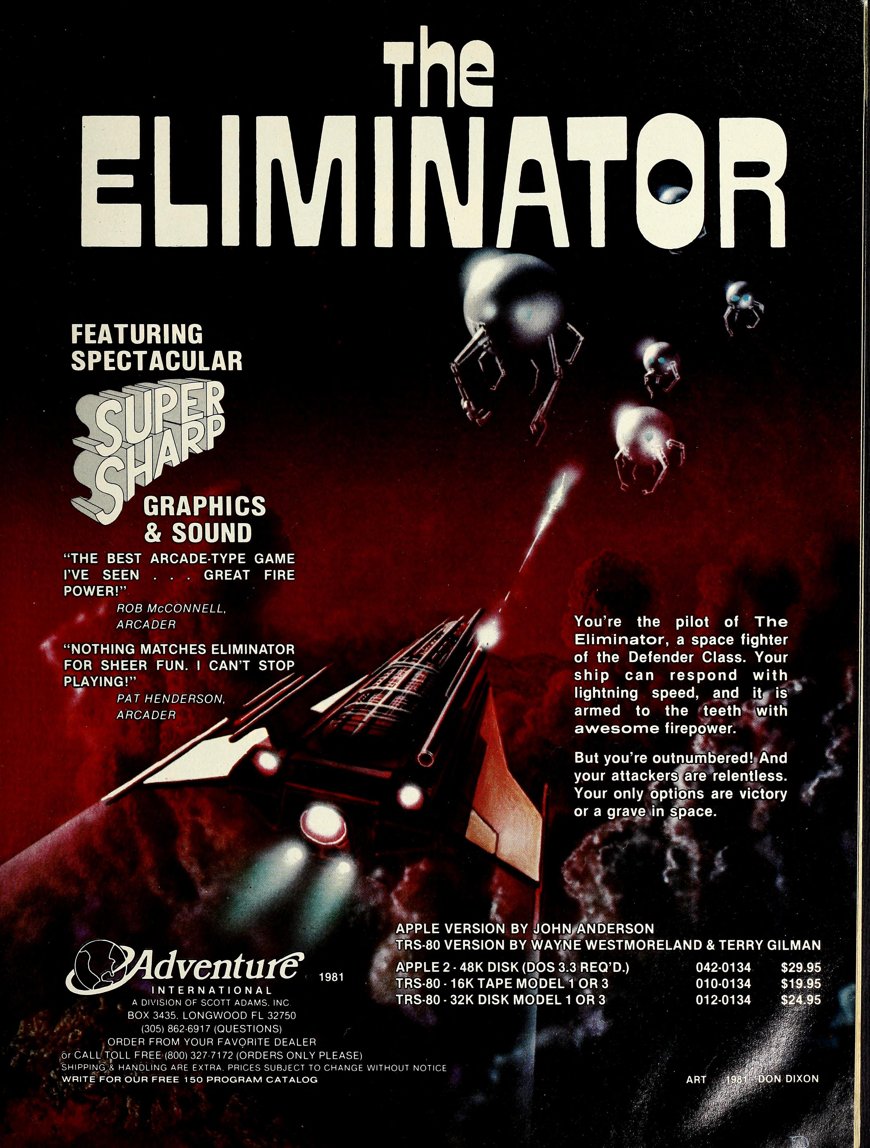 The
ELIMINATOR
FEATURING
SPECTACULAR
SUPER
SHARP
GRAPHICS
& SOUND
“THE BEST ARCADE-TYPE GAME
I’VE SEEN . . . GREAT FIRE
POWER!”
ROB McCONNELL,
ARCADER
“NOTHING MATCHES ELIMINATOR
FOR SHEER FUN. I CAN’T STOP
PLAYING!”
PAT HENDERSON,
ARCADER
You’re the pilot of The
Eliminator, a space fighter
of the Defender Class. Your
ship can respond with
lightning speed, and it is
armed to the teeth with
awesome firepower.
But you’re outnumbered! And
your attackers are relentless.
Your only options are victory
or a grave in space.
APPLE VERSION BY JOHN ANDERSON
TRS-80 VERSION BY WAYNE WESTMORELAND & TERRY GILMAN
APPLE 2 - 48K DISK (DOS 3.3 REQ’D.) 042-0134 $29.95
TRS-80 - 16K TAPE MODEL 1 OR 3 010-0134 $19.95
TRS-80 - 32K DISK MODEL 1 OR 3 012-0134 $24.95
Adventure
INTERNATIONAL
1981
A DIVISION OF SCOTT ADAMS, INC
BOX 3435, LONGWOOD FL 32750
(305) 862-6917 (QUESTIONS)
ORDER FROM YOUR FAVORITE DEALER
or CALL TOLL FREE (800) 327-7172 (ORDERS ONLY PLEASE)
SHIPPING & HANDLING ARE EXTRA. PRICES SUBJECT TO CHANGE WITHOUT NOTICE
WRITE FOR OUR FREE 150 PROGRAM CATALOG
ART 1981 DON DIXON